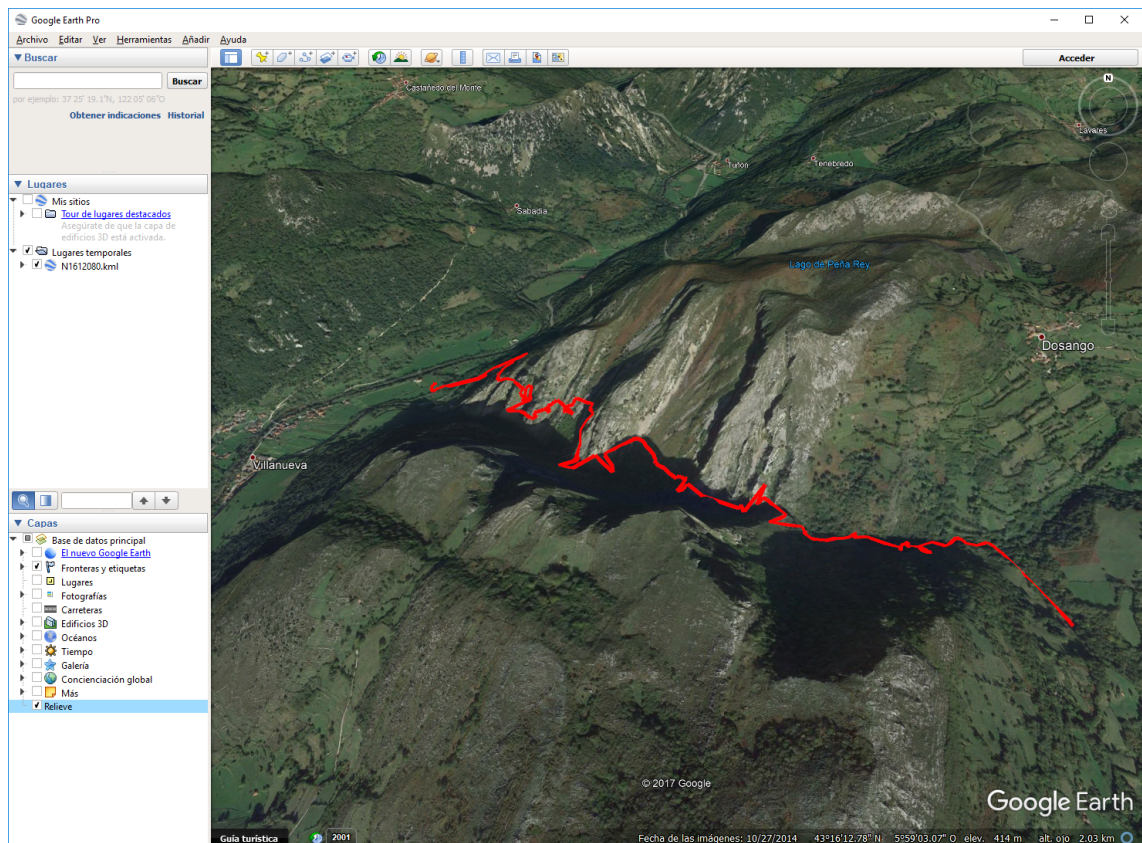 Google Earth Pro
Archivo Editar Ver Herramientas Añadir Ayuda
Buscar
Buscar
por ejemplo: 37 25' 19.1"N, 122 05' 06"O
Obtener indicaciones Historial
Lugares
Mis sitios
Tour de lugares destacados
Asegúrate de que la capa de
edificios 3D está activada.
Lugares temporales
N1612080.kml
Capas
Base de datos principal
El nuevo Google Earth
Fronteras y etiquetas
Lugares
Fotografías
Carreteras
Edificios 3D
Océanos
Tiempo
Galería
Concienciación global
Más
Relieve
Acceder
N
Castañedo del Monte
Lavares
Tuñon
Tenebredo
Sabadia
Lago de Peña Rey
Dosango
Villanueva
© 2017 Google
Google Earth
Guía turística
2001
Fecha de las imágenes: 10/27/2014 43°16'12.78" N 5°59'03.07" O elev. 414 m alt. ojo 2.03 km